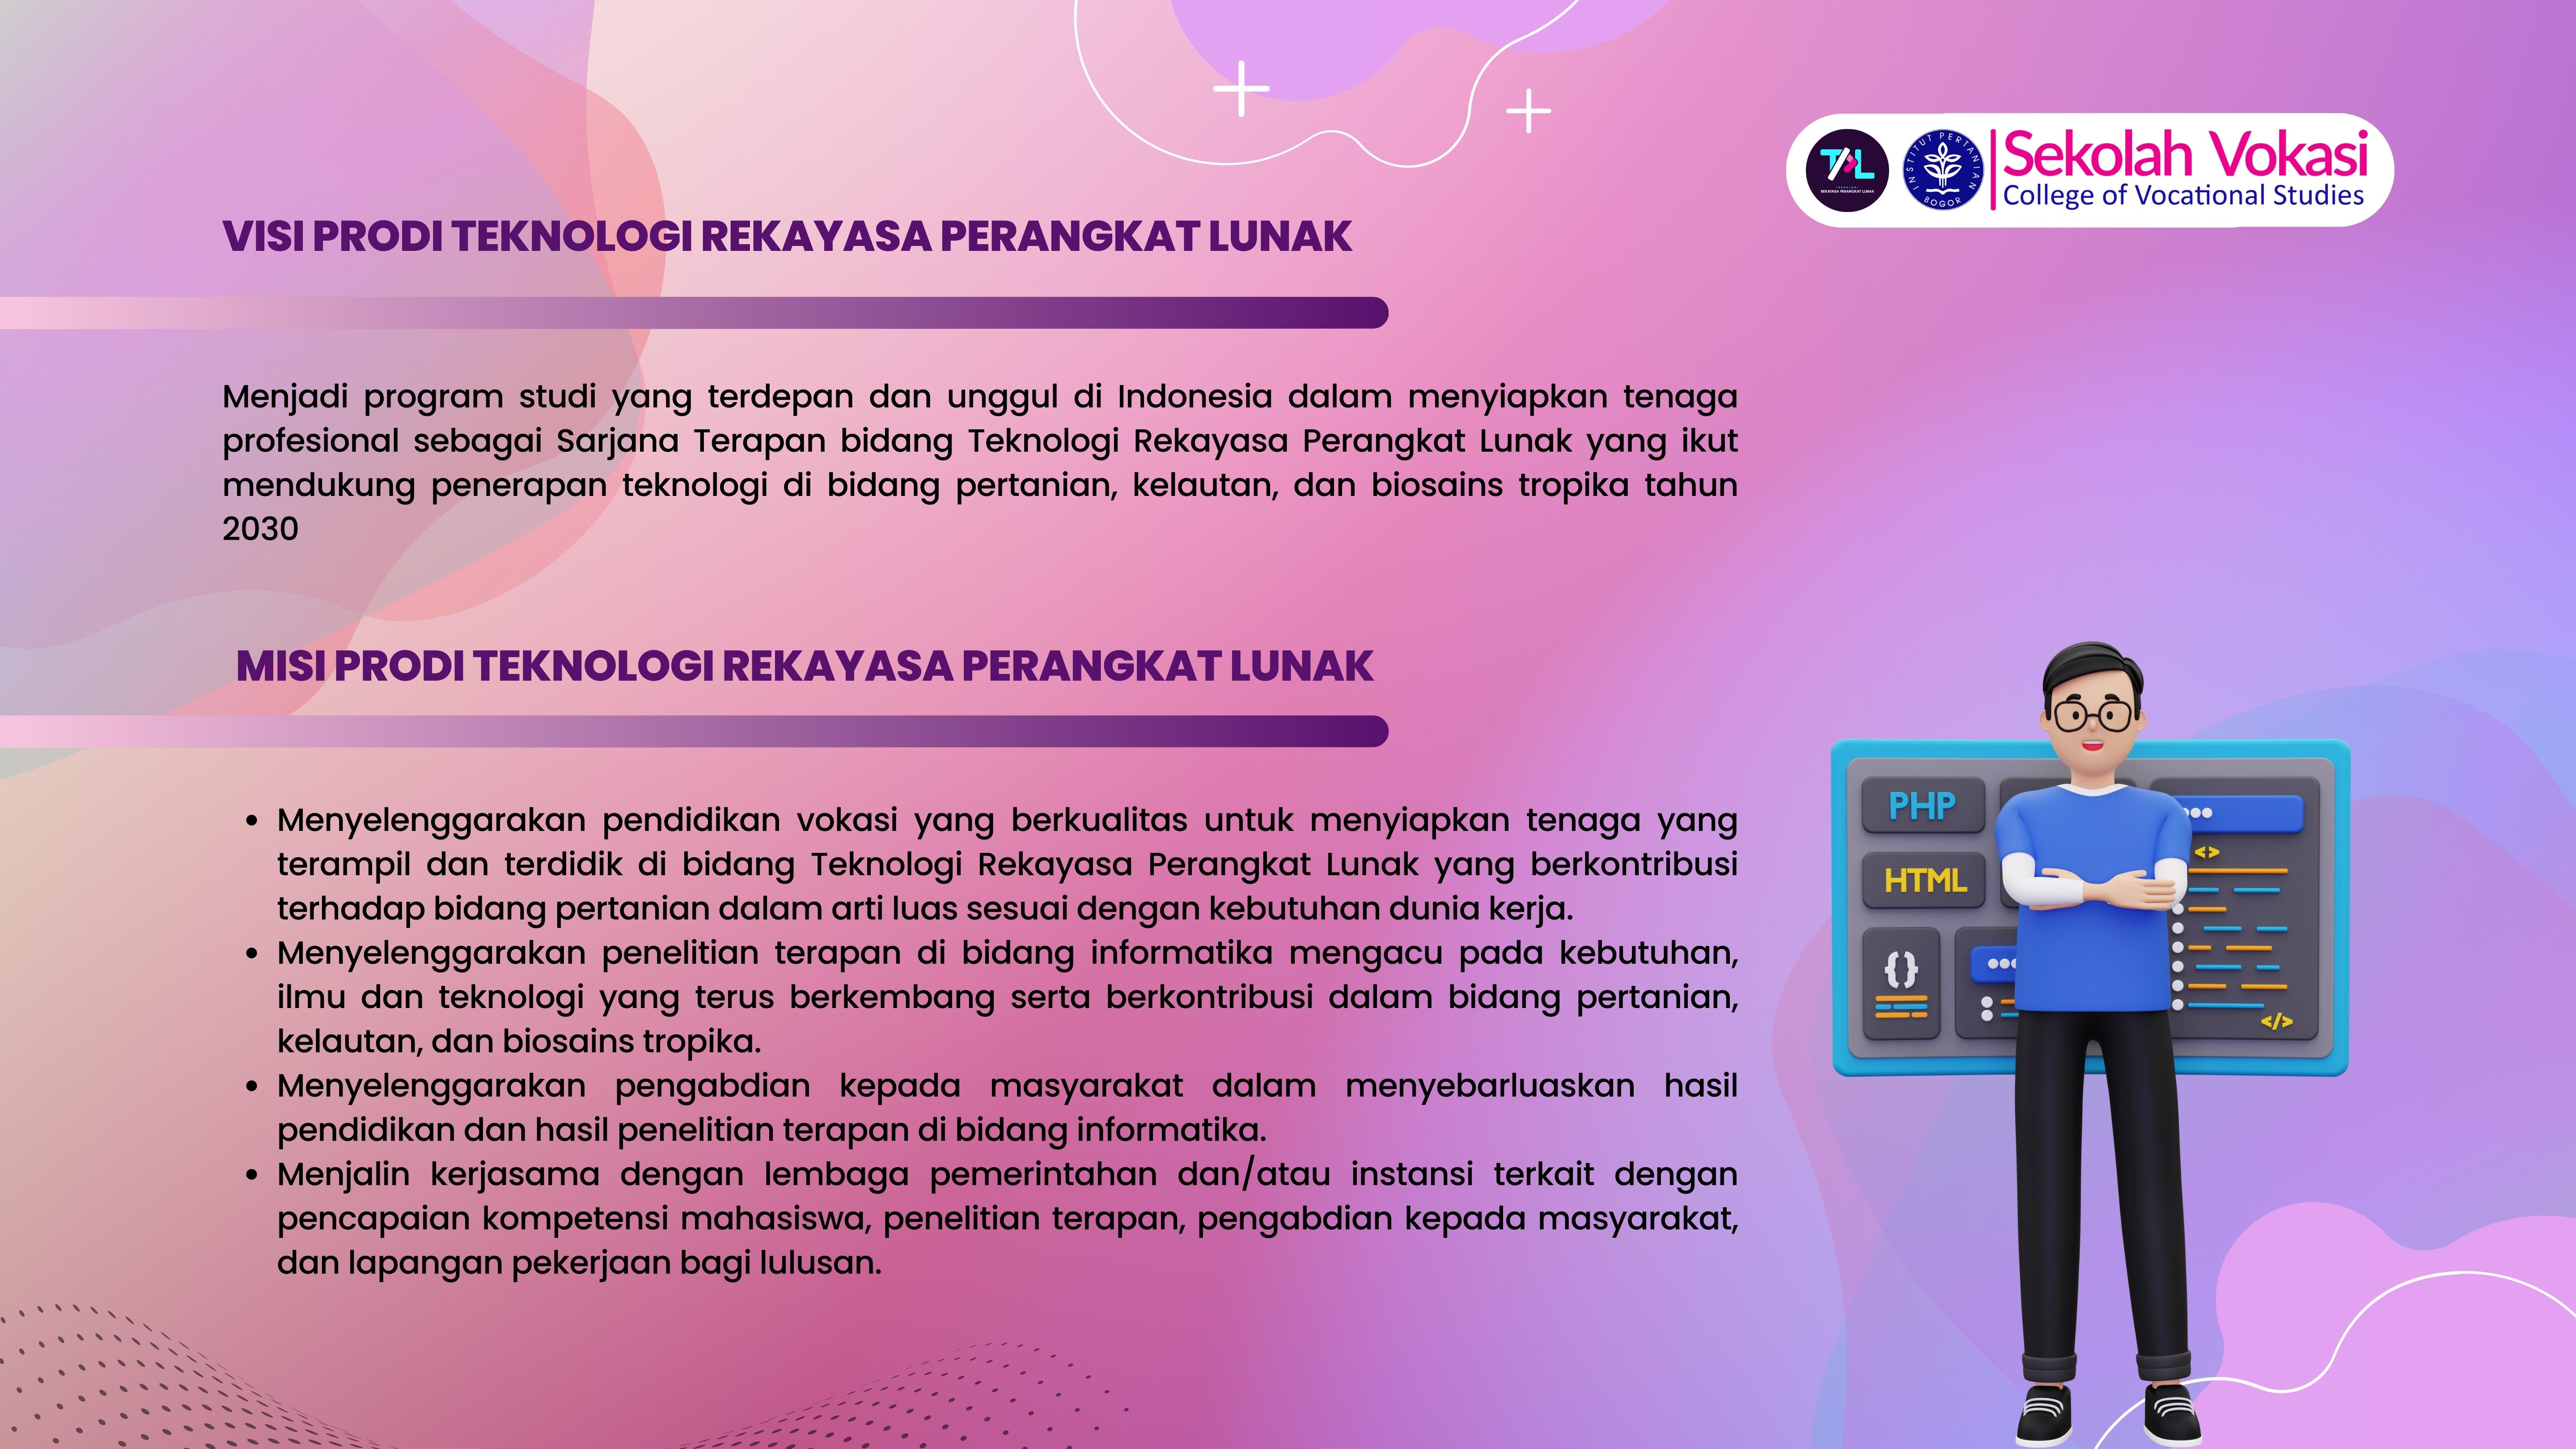 Sekolah Vokasi
College of Vocational Studies
INSTITUT PERTANIAN
BOGOR
TRL
TEKNOLOGI
REKAYASA PERANGKAT LUNAK
VISI PRODI TEKNOLOGI REKAYASA PERANGKAT LUNAK
Menjadi program studi yang terdepan dan unggul di Indonesia dalam menyiapkan tenaga
profesional sebagai Sarjana Terapan bidang Teknologi Rekayasa Perangkat Lunak yang ikut
mendukung penerapan teknologi di bidang pertanian, kelautan, dan biosains tropika tahun
2030
MISI PRODI TEKNOLOGI REKAYASA PERANGKAT LUNAK
• Menyelenggarakan pendidikan vokasi yang berkualitas untuk menyiapkan tenaga yang
terampil dan terdidik di bidang Teknologi Rekayasa Perangkat Lunak yang berkontribusi
terhadap bidang pertanian dalam arti luas sesuai dengan kebutuhan dunia kerja.
• Menyelenggarakan penelitian terapan di bidang informatika mengacu pada kebutuhan,
ilmu dan teknologi yang terus berkembang serta berkontribusi dalam bidang pertanian,
kelautan, dan biosains tropika.
• Menyelenggarakan pengabdian kepada masyarakat dalam menyebarluaskan hasil
pendidikan dan hasil penelitian terapan di bidang informatika.
• Menjalin kerjasama dengan lembaga pemerintahan dan/atau instansi terkait dengan
pencapaian kompetensi mahasiswa, penelitian terapan, pengabdian kepada masyarakat,
dan lapangan pekerjaan bagi lulusan.
PHP
HTML
{}
<>
</>